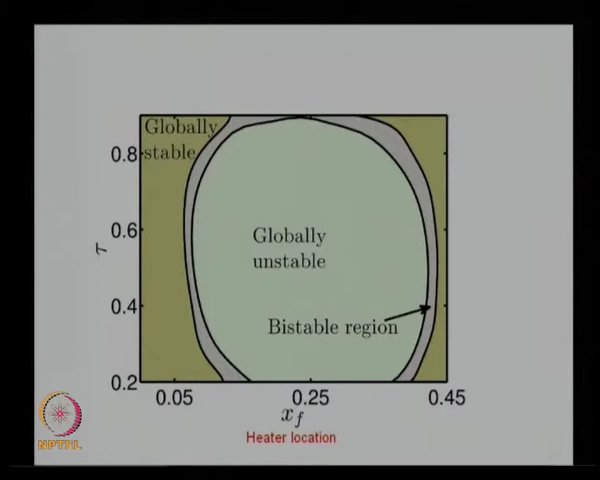 Globally
stable
0.8
0.6
τ
Globally
unstable
0.4
Bistable region
0.2
0.05
0.25
0.45
x_f
Heater location
NPTEL